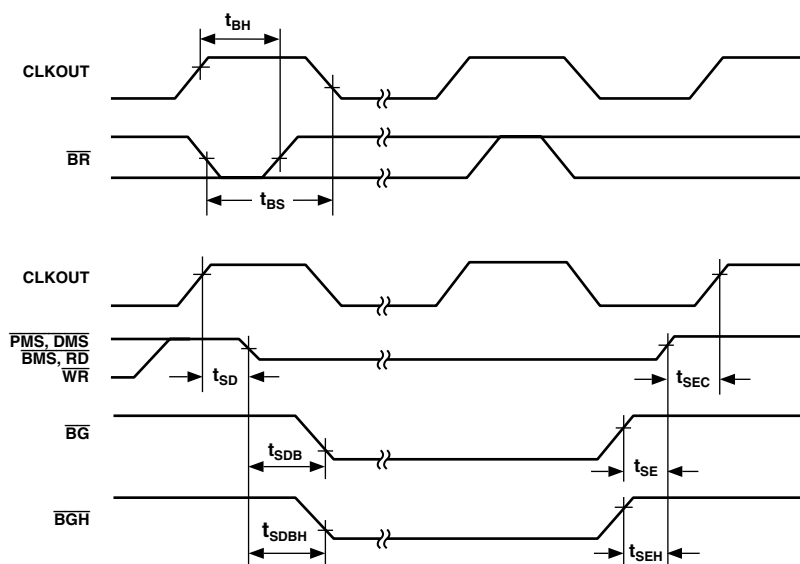 tBH
CLKOUT
BR
tBS
CLKOUT
PMS, DMS
BMS, RD
WR
tSD
tSEC
BG
tSDB
tSE
BGH
tSDBH
tSEH